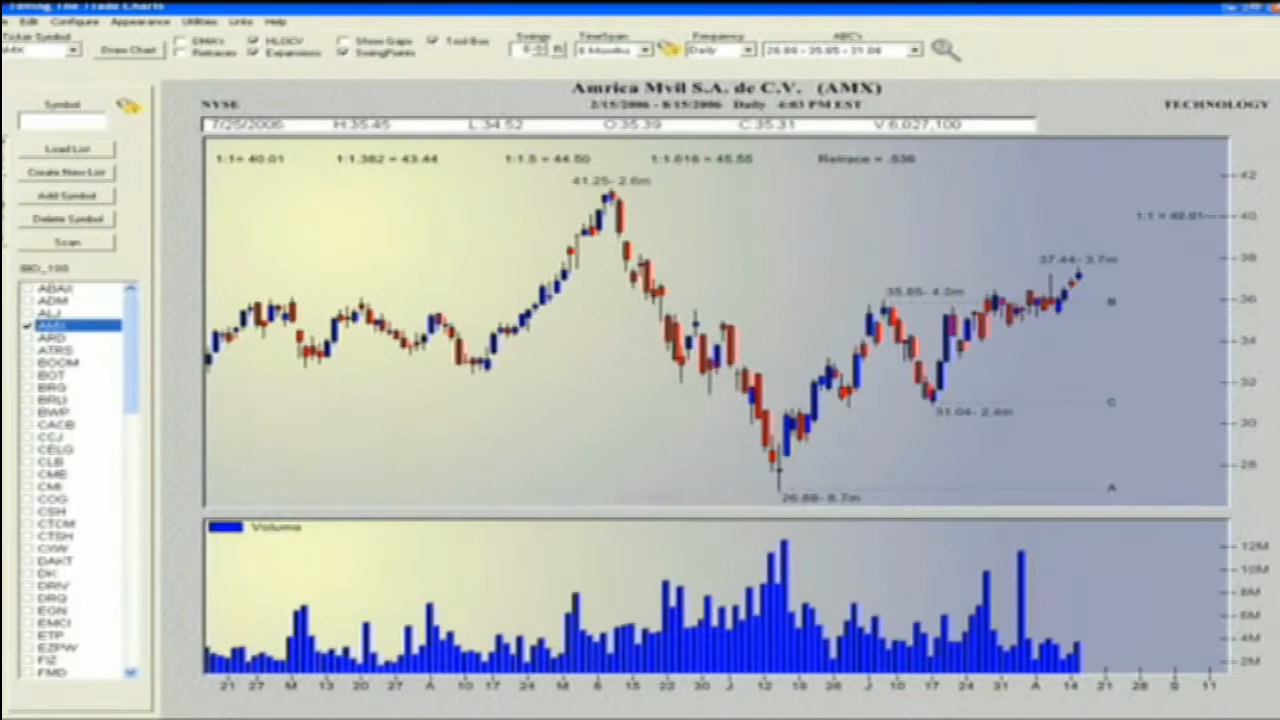 Timing The Trade Charts
Edit Configure Appearance Utilities Links Help
Ticker Symbol
AMX
Draw Chart
EMA's
Retraces
HLOCV
Expansions
Show Gaps
SwingPoints
Tool Box
Swings
TimeSpan
6 Months
Frequency
Daily
ABC's
26.88 - 35.85 - 31.04
Amrica Mvil S.A. de C.V. (AMX)
NYSE
2/15/2006 - 8/15/2006 Daily 4:03 PM EST
TECHNOLOGY
7/25/2006 H:35.45 L:34.52 O:35.39 C:35.31 V:6,027,100
1:1= 40.01 1:1.382 = 43.44 1:1.5 = 44.50 1:1.618 = 45.55 Retrace = .536
Symbol
Load List
Create New List
Add Symbol
Delete Symbol
Scan
IBD_100
ABAX
ADM
ALJ
AMX
ARD
ATRS
BOOM
BOT
BRG
BRLI
BWP
CACB
CCJ
CELG
CLB
CME
CMI
COG
CSH
CTCM
CTSH
CXW
DAKT
DK
DRIV
DRQ
EGN
EMCI
ETP
EZPW
FIZ
FMD
41.25- 2.6m
1:1 = 40.01
37.44- 3.7m
35.85- 4.0m
B
C
31.04- 2.4m
A
26.88- 8.7m
42
40
38
36
34
32
30
28
Volume
12M
10M
8M
6M
4M
2M
21 27 M 13 20 27 A 10 17 24 M 8 15 22 30 J 12 19 26 J 10 17 24 31 A 14 21 28 S 11